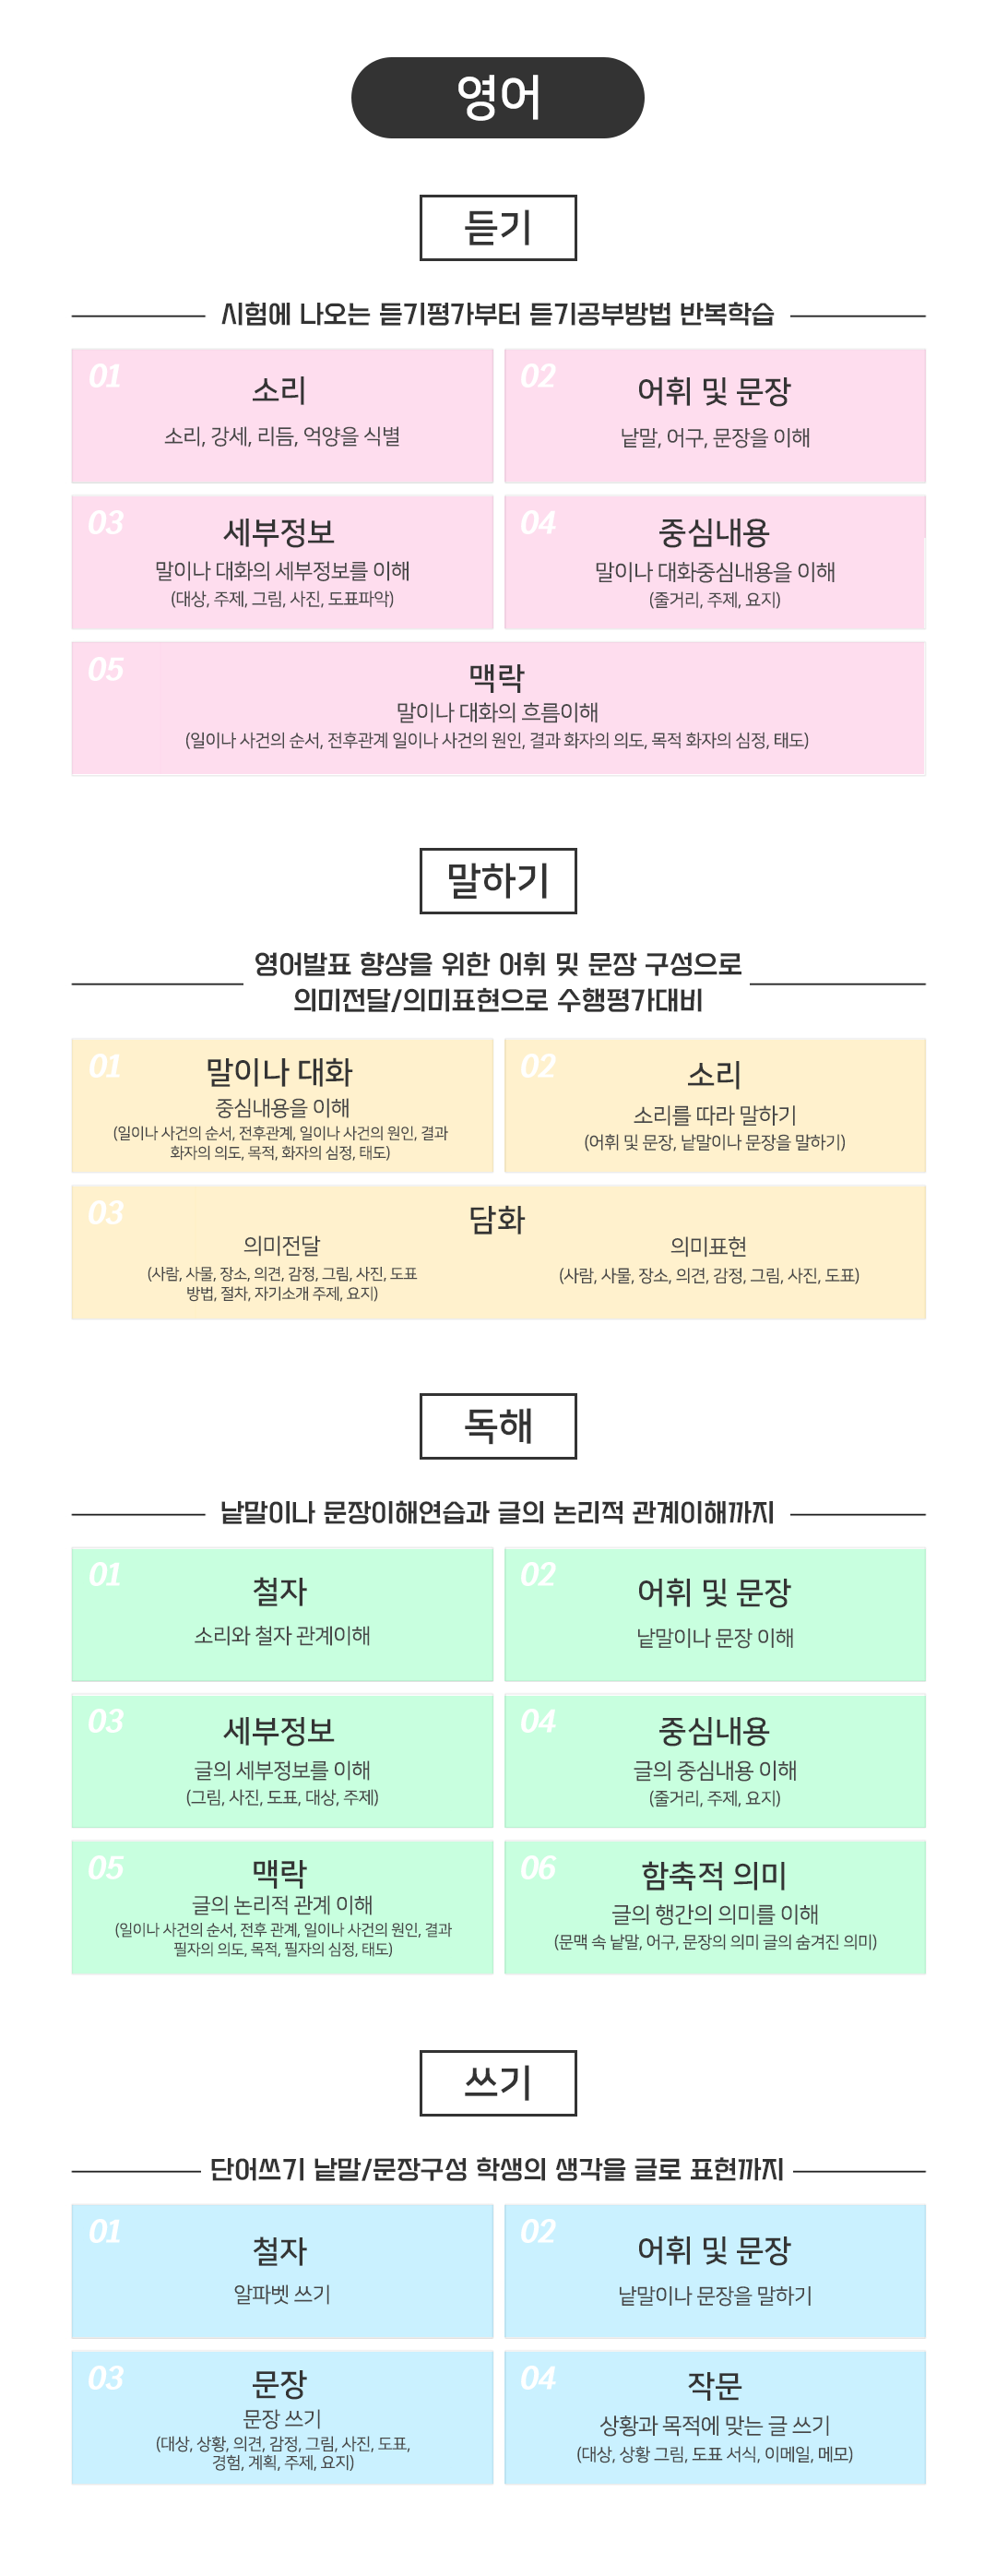 영어
듣기
시험에 나오는 듣기평가부터 듣기공부방법 반복학습
01
소리
소리, 강세, 리듬, 억양을 식별
02
어휘 및 문장
낱말, 어구, 문장을 이해
03
세부정보
말이나 대화의 세부정보를 이해
(대상, 주제, 그림, 사진, 도표파악)
04
중심내용
말이나 대화중심내용을 이해
(줄거리, 주제, 요지)
05
맥락
말이나 대화의 흐름이해
(일이나 사건의 순서, 전후관계 일이나 사건의 원인, 결과 화자의 의도, 목적 화자의 심정, 태도)
말하기
영어발표 향상을 위한 어휘 및 문장 구성으로
의미전달/의미표현으로 수행평가대비
01
말이나 대화
중심내용을 이해
(일이나 사건의 순서, 전후관계, 일이나 사건의 원인, 결과
화자의 의도, 목적, 화자의 심정, 태도)
02
소리
소리를 따라 말하기
(어휘 및 문장, 낱말이나 문장을 말하기)
03
담화
의미전달
(사람, 사물, 장소, 의견, 감정, 그림, 사진, 도표
방법, 절차, 자기소개 주제, 요지)
의미표현
(사람, 사물, 장소, 의견, 감정, 그림, 사진, 도표)
독해
낱말이나 문장이해연습과 글의 논리적 관계이해까지
01
철자
소리와 철자 관계이해
02
어휘 및 문장
낱말이나 문장 이해
03
세부정보
글의 세부정보를 이해
(그림, 사진, 도표, 대상, 주제)
04
중심내용
글의 중심내용 이해
(줄거리, 주제, 요지)
05
맥락
글의 논리적 관계 이해
(일이나 사건의 순서, 전후 관계, 일이나 사건의 원인, 결과
필자의 의도, 목적, 필자의 심정, 태도)
06
함축적 의미
글의 행간의 의미를 이해
(문맥 속 낱말, 어구, 문장의 의미 글의 숨겨진 의미)
쓰기
단어쓰기 낱말/문장구성 학생의 생각을 글로 표현까지
01
철자
알파벳 쓰기
02
어휘 및 문장
낱말이나 문장을 말하기
03
문장
문장 쓰기
(대상, 상황, 의견, 감정, 그림, 사진, 도표,
경험, 계획, 주제, 요지)
04
작문
상황과 목적에 맞는 글 쓰기
(대상, 상황 그림, 도표 서식, 이메일, 메모)